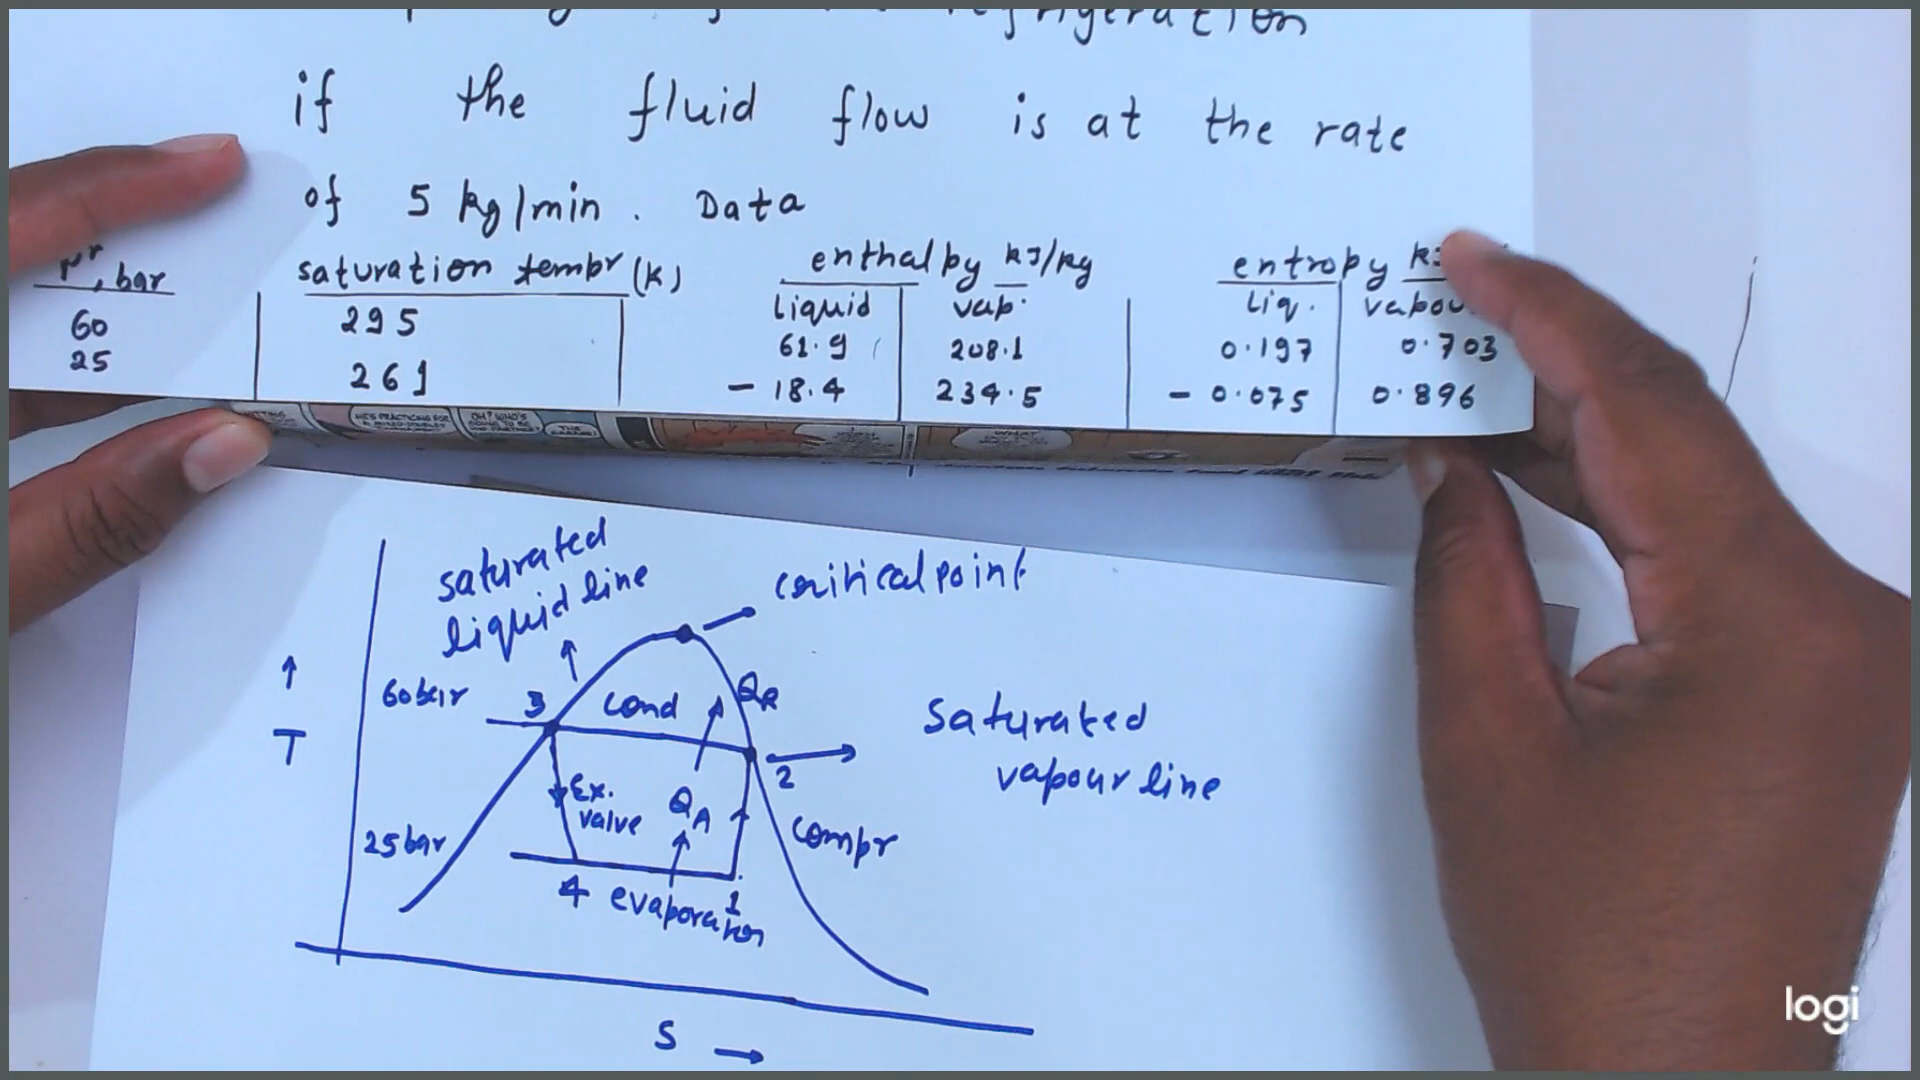 refrigeration
if the fluid flow is at the rate
of 5 kg/min. Data
Pr, bar saturation tempr (K) enthalpy kJ/kg entropy
liquid vap. Liq.
60 295 61.9 208.1 0.197 0.703
25 261 - 18.4 234.5 - 0.075 0.896
saturated
liquid line
critical point
60 bar 3 cond QR
T
saturated
vapour line
2
Ex.
valve
QA
compr
25 bar
4 evaporator 1
S
logi